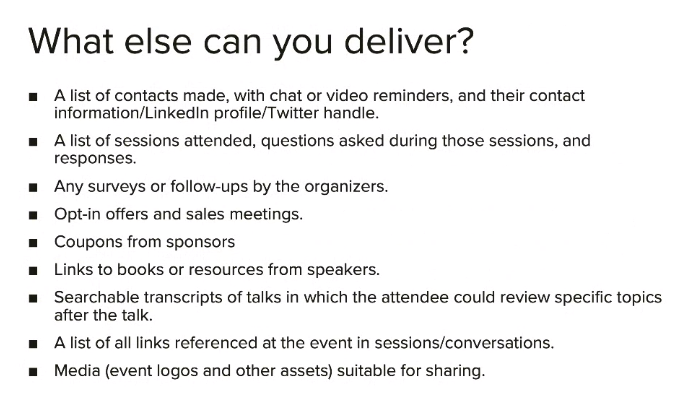 What else can you deliver?
■ A list of contacts made, with chat or video reminders, and their contact
information/LinkedIn profile/Twitter handle.
■ A list of sessions attended, questions asked during those sessions, and
responses.
■ Any surveys or follow-ups by the organizers.
■ Opt-in offers and sales meetings.
■ Coupons from sponsors
■ Links to books or resources from speakers.
■ Searchable transcripts of talks in which the attendee could review specific topics
after the talk.
■ A list of all links referenced at the event in sessions/conversations.
■ Media (event logos and other assets) suitable for sharing.